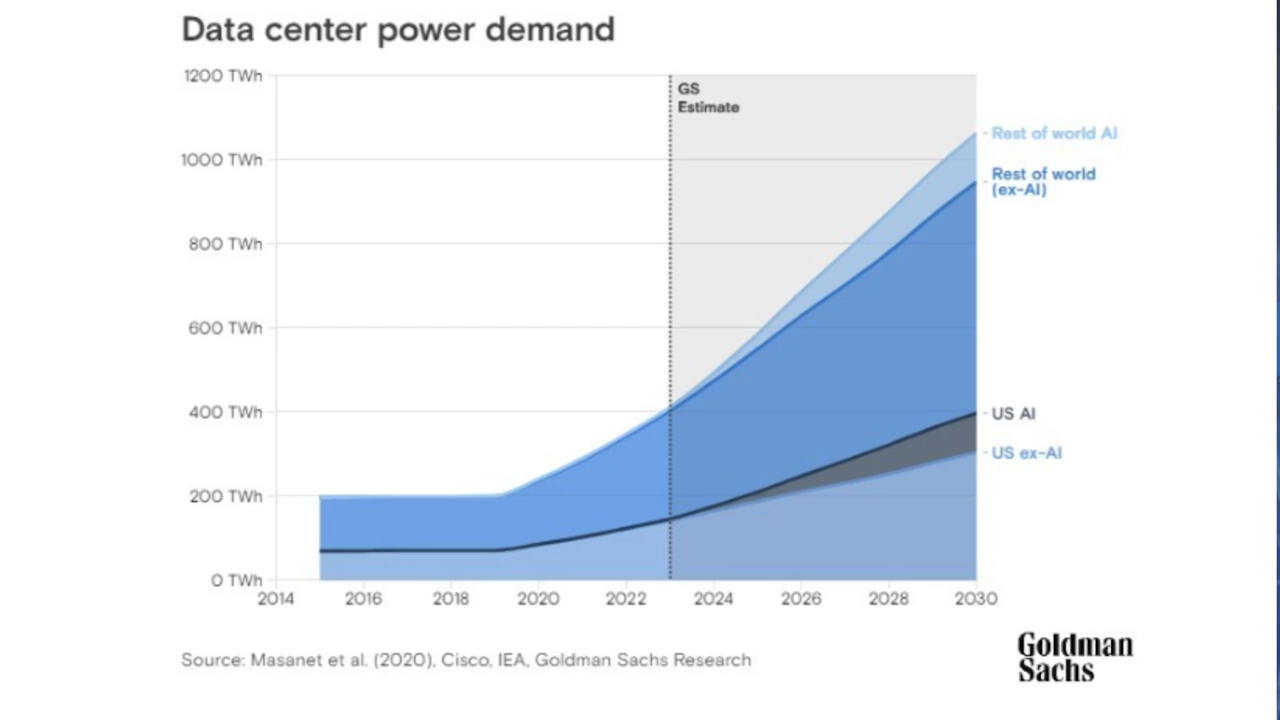 Data center power demand
1200 TWh
GS
Estimate
1000 TWh
800 TWh
600 TWh
400 TWh
200 TWh
0 TWh
Rest of world AI
Rest of world
(ex-AI)
US AI
US ex-AI
2014 2016 2018 2020 2022 2024 2026 2028 2030
Source: Masanet et al. (2020), Cisco, IEA, Goldman Sachs Research
Goldman
Sachs